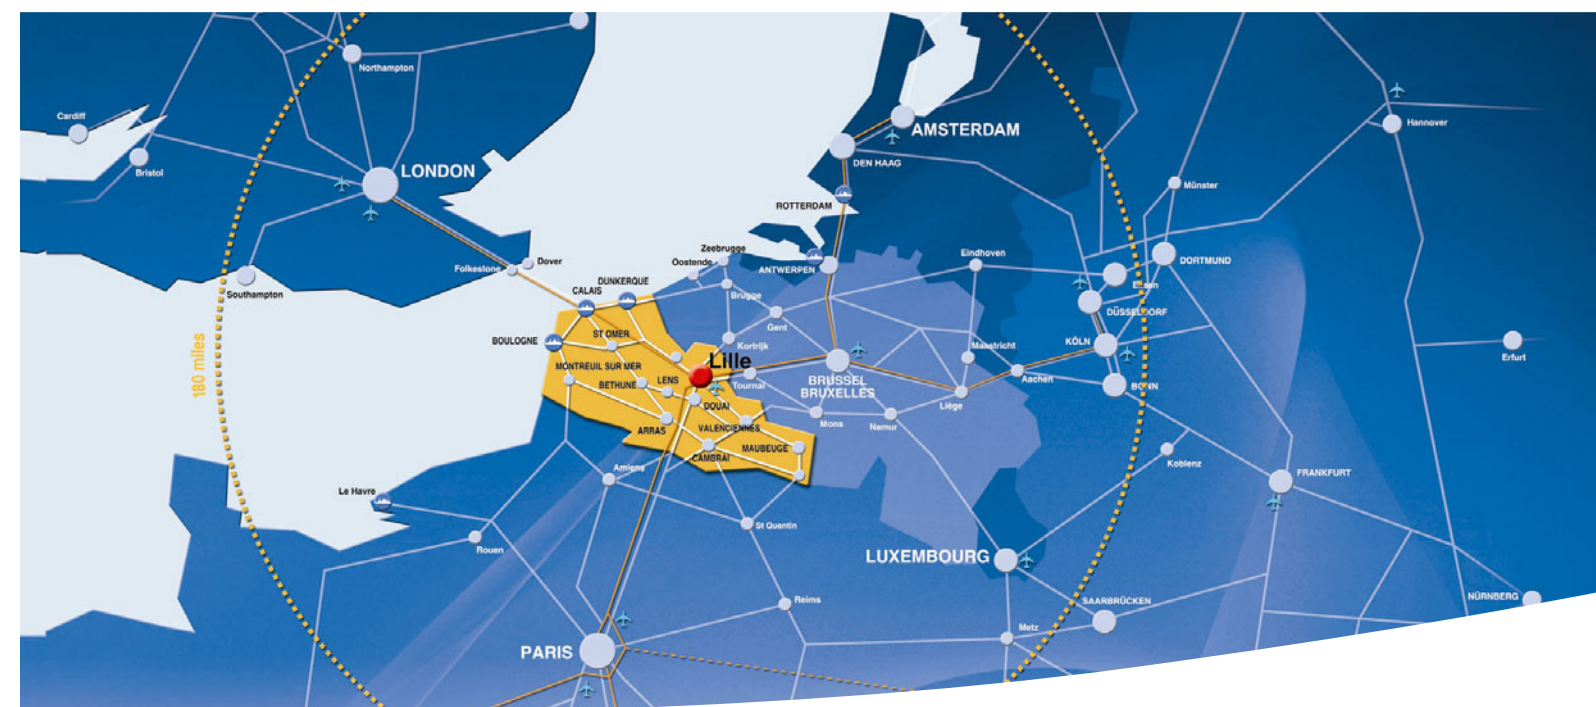 Northampton
Cardiff
Hannover
AMSTERDAM
Bristol
LONDON
DEN HAAG
Münster
ROTTERDAM
Zeebrugge
Eindhoven
Dover
Oostende
DORTMUND
Folkestone
ANTWERPEN
DUNKERQUE
Essen
CALAIS
Brugge
Southampton
Gent
DÜSSELDORF
ST OMER
BOULOGNE
Kortrijk
Maastricht
KÖLN
180 miles
Lille
Erfurt
MONTREUIL SUR MER
BETHUNE
LENS
Tournai
BRUSSEL
BRUXELLES
Aachen
BONN
DOUAI
Liège
ARRAS
VALENCIENNES
Mons
Namur
MAUBEUGE
CAMBRAI
Amiens
Koblenz
FRANKFURT
Le Havre
St Quentin
Rouen
LUXEMBOURG
Reims
SAARBRÜCKEN
NÜRNBERG
Metz
PARIS